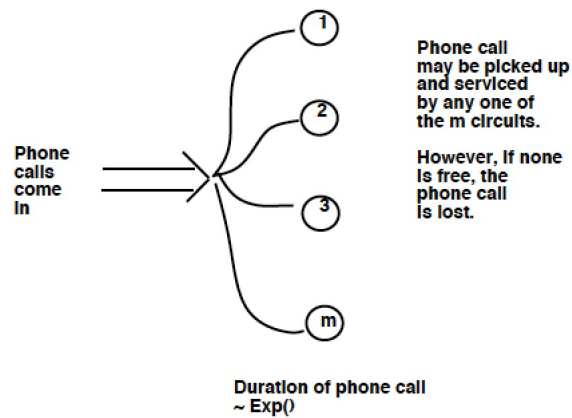 1
Phone call
may be picked up
and serviced
by any one of
the m circuits.
2
Phone
calls
come
in
However, if none
is free, the
phone call
is lost.
3
m
Duration of phone call
~ Exp()